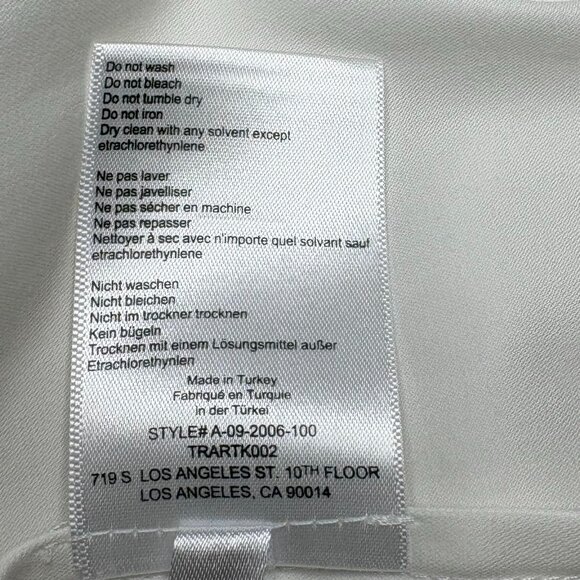 Do not wash
Do not bleach
Do not tumble dry
Do not iron
Dry clean with any solvent except
etrachlorethynlene
Ne pas laver
Ne pas javelliser
Ne pas sécher en machine
Ne pas repasser
Nettoyer à sec avec n'importe quel solvant sauf
etrachlorethynlene
Nicht waschen
Nicht bleichen
Nicht im trockner trocknen
Kein bügeln
Trocknen mit einem Lösungsmittel außer
Etrachlorethynlen
Made in Turkey
Fabriqué en Turquie
in der Türkei
STYLE# A-09-2006-100
TRARTK002
719 S LOS ANGELES ST. 10TH FLOOR
LOS ANGELES, CA 90014